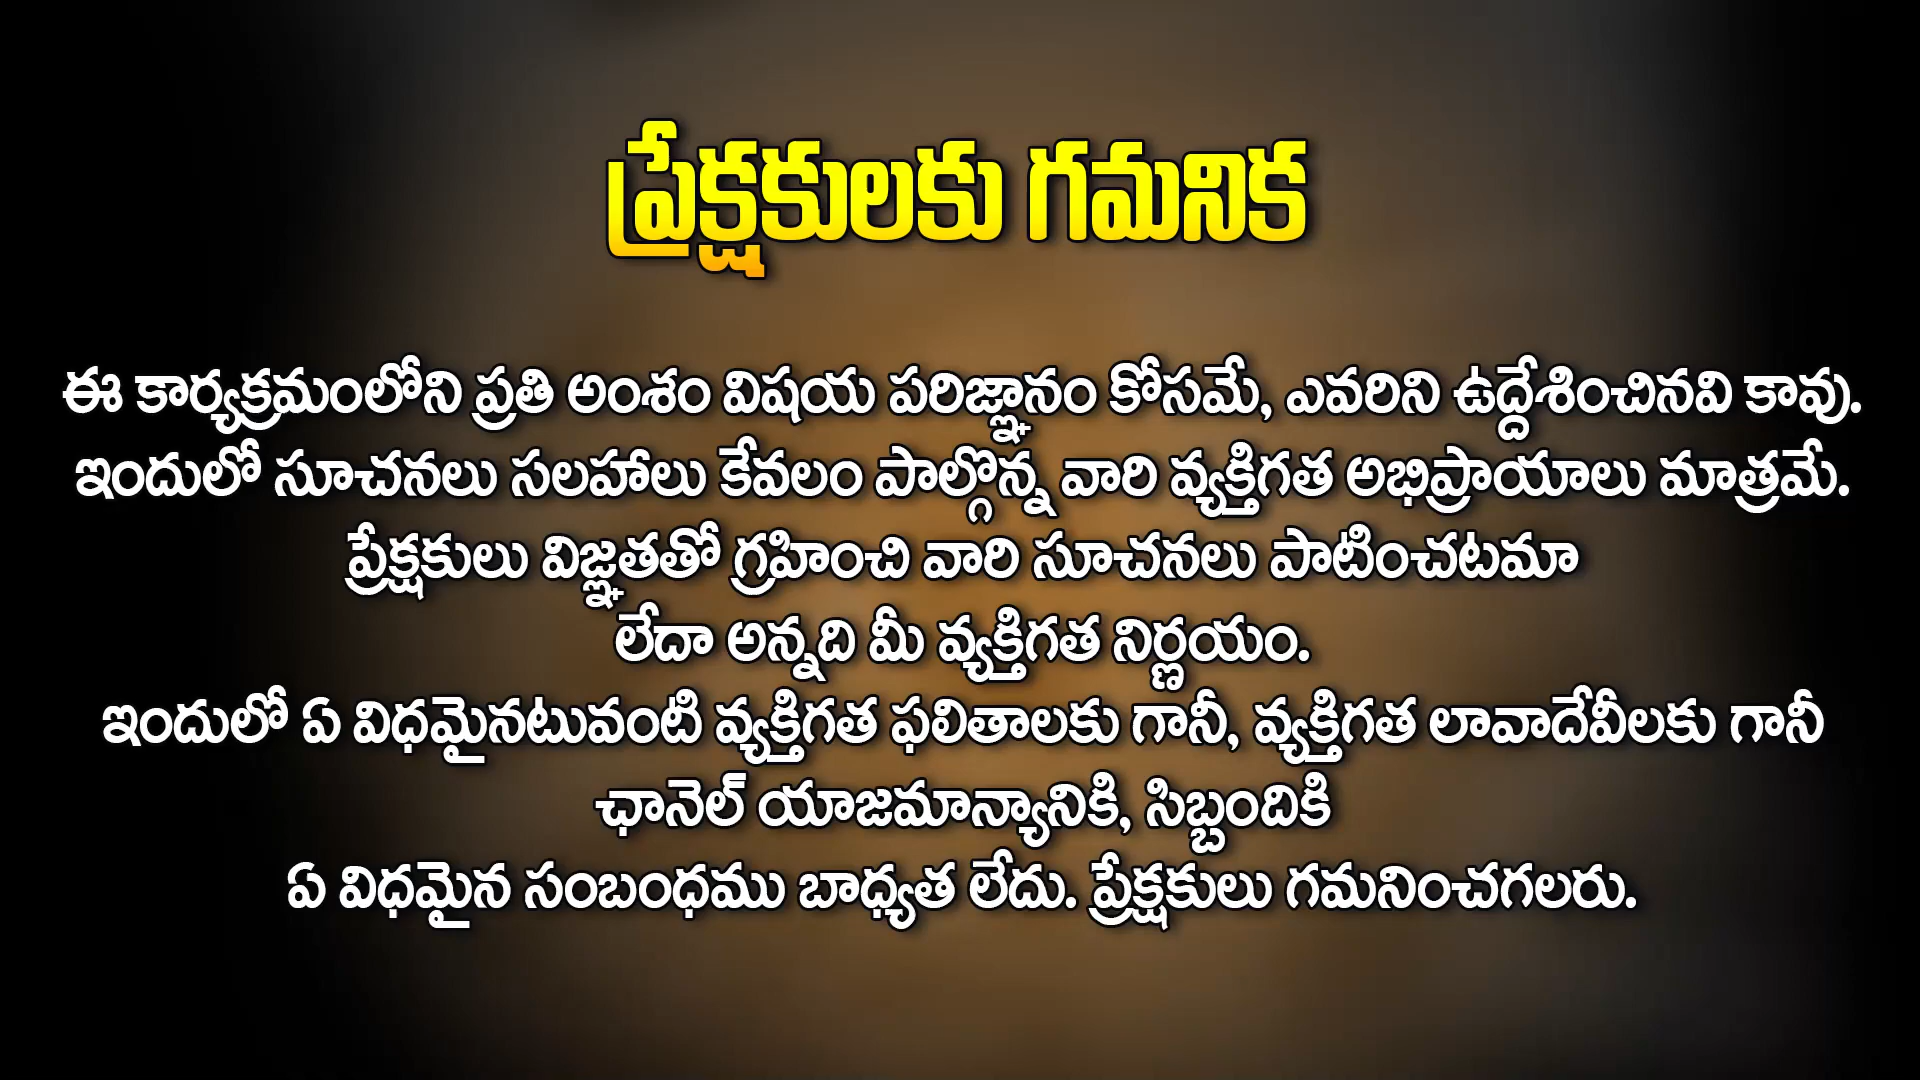 ప్రేక్షకులకు గమనిక
ఈ కార్యక్రమంలోని ప్రతి అంశం విషయ పరిజ్ఞానం కోసమే, ఎవరిని ఉద్దేశించినవి కావు.
ఇందులో సూచనలు సలహాలు కేవలం పాల్గొన్న వారి వ్యక్తిగత అభిప్రాయాలు మాత్రమే.
ప్రేక్షకులు విజ్ఞతతో గ్రహించి వారి సూచనలు పాటించటమా
లేదా అన్నది మీ వ్యక్తిగత నిర్ణయం.
ఇందులో ఏ విధమైనటువంటి వ్యక్తిగత ఫలితాలకు గానీ, వ్యక్తిగత లావాదేవీలకు గానీ
ఛానెల్ యాజమాన్యానికి, సిబ్బందికి
ఏ విధమైన సంబంధము బాధ్యత లేదు. ప్రేక్షకులు గమనించగలరు.